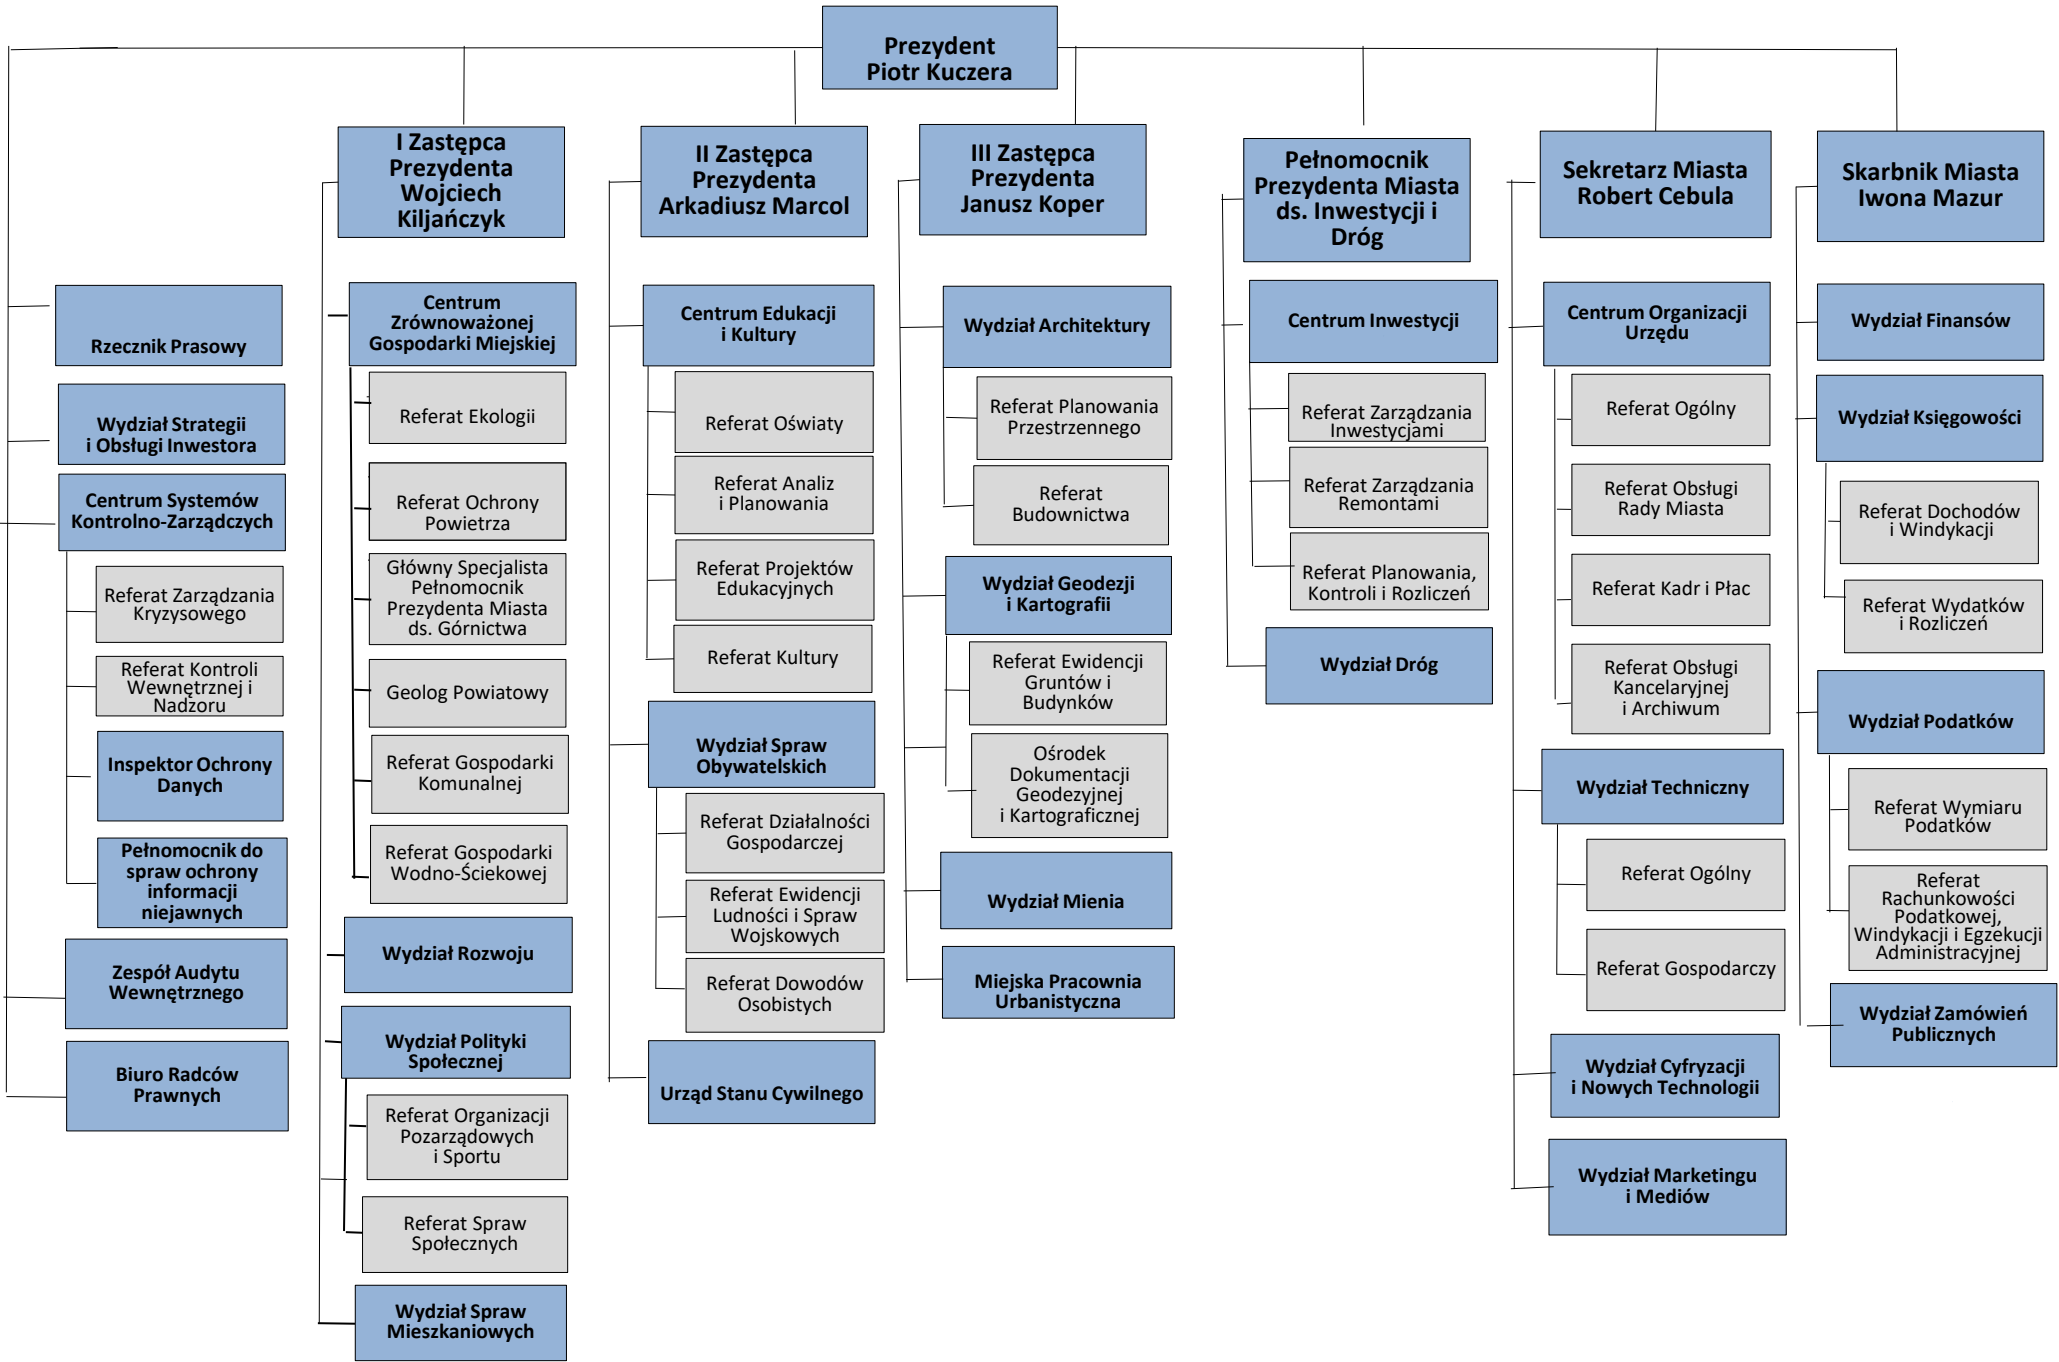 Prezydent
Piotr Kuczera
I Zastępca
Prezydenta
Wojciech
Kiljańczyk
II Zastępca
Prezydenta
Arkadiusz Marcol
III Zastępca
Prezydenta
Janusz Koper
Pełnomocnik
Prezydenta Miasta
ds. Inwestycji i
Dróg
Sekretarz Miasta
Robert Cebula
Skarbnik Miasta
Iwona Mazur
Rzecznik Prasowy
Wydział Strategii
i Obsługi Inwestora
Centrum Systemów
Kontrolno-Zarządczych
Referat Zarządzania
Kryzysowego
Referat Kontroli
Wewnętrznej i
Nadzoru
Inspektor Ochrony
Danych
Pełnomocnik do
spraw ochrony
informacji
niejawnych
Zespół Audytu
Wewnętrznego
Biuro Radców
Prawnych
Centrum
Zrównoważonej
Gospodarki Miejskiej
Referat Ekologii
Referat Ochrony
Powietrza
Główny Specjalista
Pełnomocnik
Prezydenta Miasta
ds. Górnictwa
Geolog Powiatowy
Referat Gospodarki
Komunalnej
Referat Gospodarki
Wodno-Ściekowej
Wydział Rozwoju
Wydział Polityki
Społecznej
Referat Organizacji
Pozarządowych
i Sportu
Referat Spraw
Społecznych
Wydział Spraw
Mieszkaniowych
Centrum Edukacji
i Kultury
Referat Oświaty
Referat Analiz
i Planowania
Referat Projektów
Edukacyjnych
Referat Kultury
Wydział Spraw
Obywatelskich
Referat Działalności
Gospodarczej
Referat Ewidencji
Ludności i Spraw
Wojskowych
Referat Dowodów
Osobistych
Urząd Stanu Cywilnego
Wydział Architektury
Referat Planowania
Przestrzennego
Referat
Budownictwa
Wydział Geodezji
i Kartografii
Referat Ewidencji
Gruntów i
Budynków
Ośrodek
Dokumentacji
Geodezyjnej
i Kartograficznej
Wydział Mienia
Miejska Pracownia
Urbanistyczna
Centrum Inwestycji
Referat Zarządzania
Inwestycjami
Referat Zarządzania
Remontami
Referat Planowania,
Kontroli i Rozliczeń
Wydział Dróg
Centrum Organizacji
Urzędu
Referat Ogólny
Referat Obsługi
Rady Miasta
Referat Kadr i Płac
Referat Obsługi
Kancelaryjnej
i Archiwum
Wydział Techniczny
Referat Ogólny
Referat Gospodarczy
Wydział Cyfryzacji
i Nowych Technologii
Wydział Marketingu
i Mediów
Wydział Finansów
Wydział Księgowości
Referat Dochodów
i Windykacji
Referat Wydatków
i Rozliczeń
Wydział Podatków
Referat Wymiaru
Podatków
Referat
Rachunkowości
Podatkowej,
Windykacji i Egzekucji
Administracyjnej
Wydział Zamówień
Publicznych